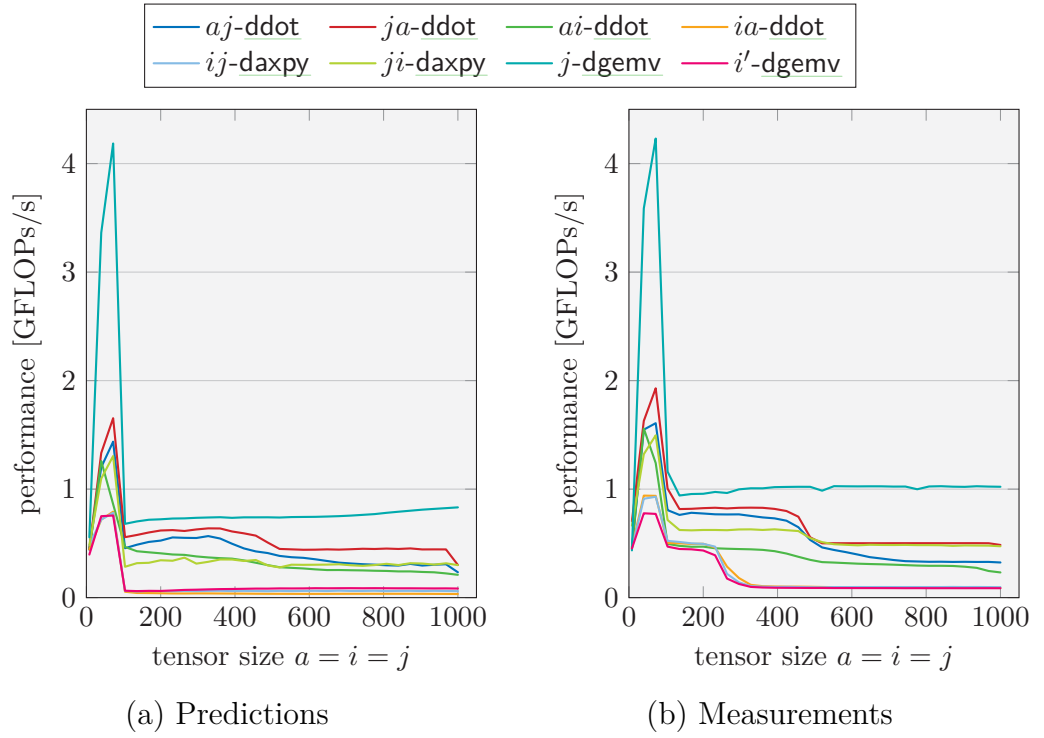 aj-ddot ja-ddot ai-ddot ia-ddot
ij-daxpy ji-daxpy j-dgemv i′-dgemv
performance [GFLOPs/s]
4
3
2
1
0
0 200 400 600 800 1000
tensor size a = i = j
(a) Predictions
performance [GFLOPs/s]
4
3
2
1
0
0 200 400 600 800 1000
tensor size a = i = j
(b) Measurements